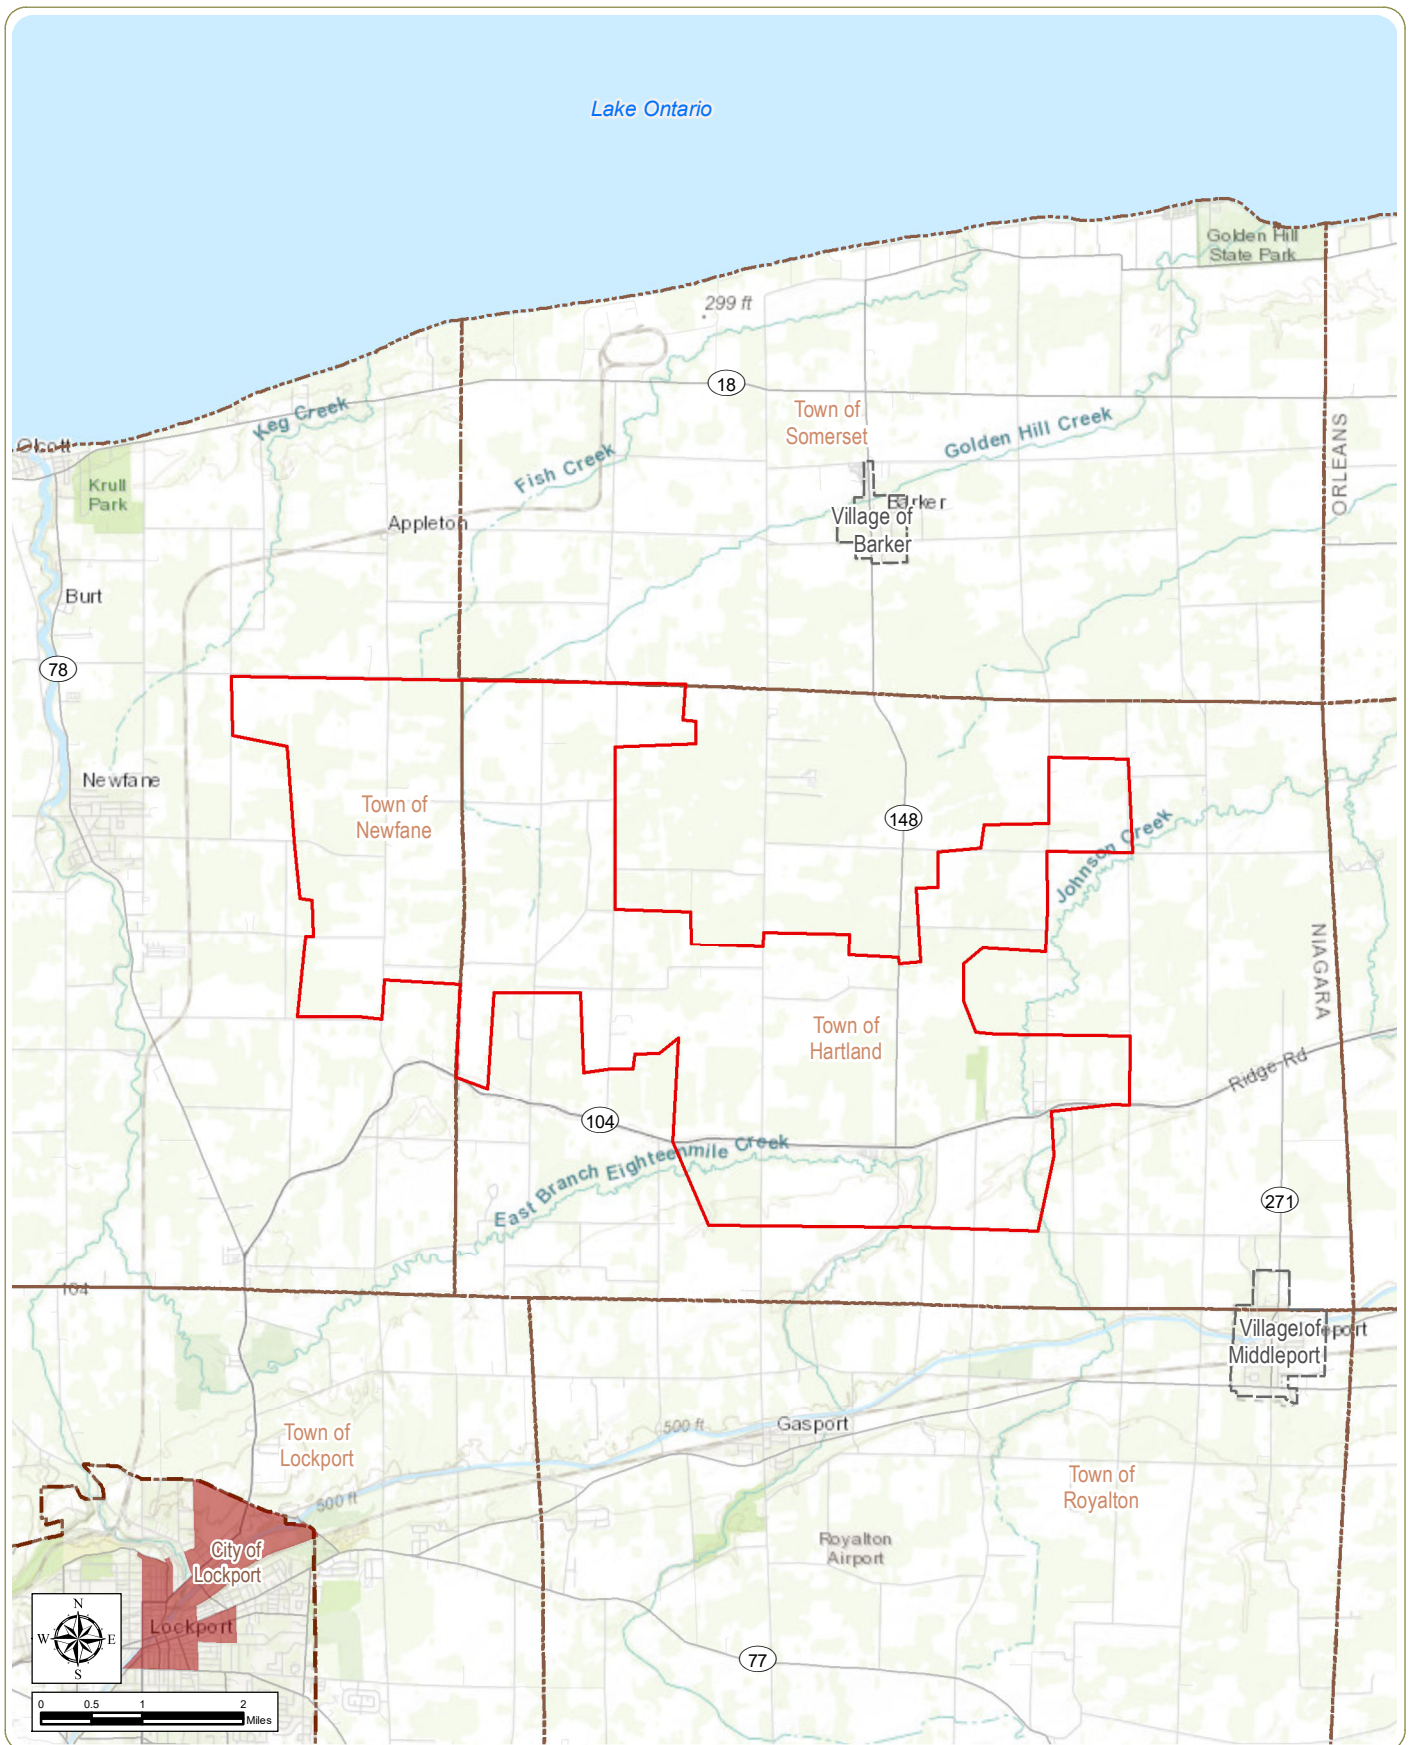 Lake Ontario
Golden Hill
State Park
299 ft
18
Keg Creek
Town of
Somerset
Golden Hill Creek
ORLEANS
Olcott
Fish Creek
Krull
Park
Barker
Appleton
Village of
Barker
Burt
78
Newfane
Town of
Newfane
148
Johnson Creek
NIAGARA
Town of
Hartland
Ridge Rd
104
East Branch Eighteenmile Creek
271
104
Village of
Middleport
Gasport
500 ft
Town of
Lockport
Town of
Royalton
500 ft
Royalton
Airport
City of
Lockport
Lockport
N
W E
S
77
0 0.5 1 2
Miles